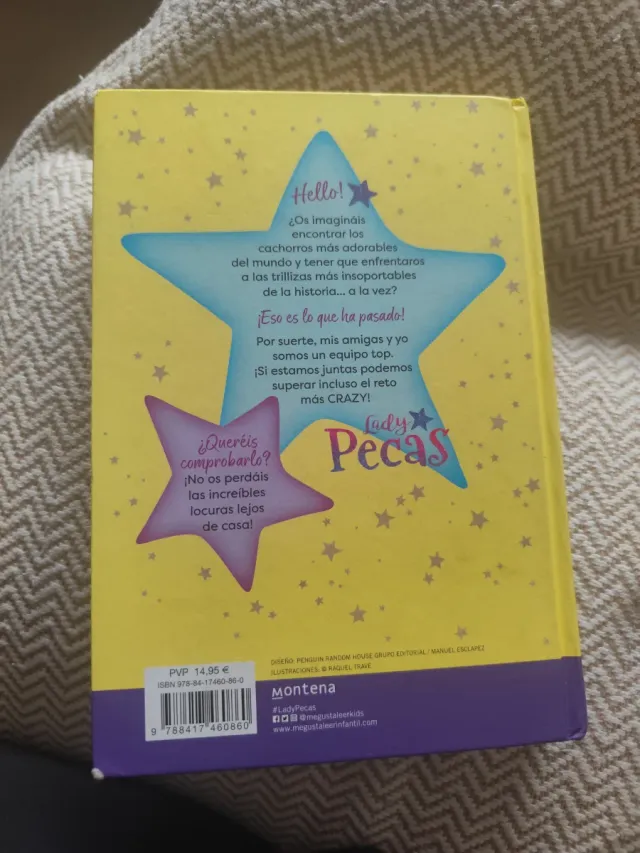 Hello!
¿Os imagináis
encontrar los
cachorros más adorables
del mundo y tener que enfrentaros
a las trillizas más insoportables
de la historia... a la vez?
¡Eso es lo que ha pasado!
Por suerte, mis amigas y yo
somos un equipo top.
¡Si estamos juntas podemos
superar incluso el reto
más CRAZY!
Lady
Pecas
¿Queréis
comprobarlo?
¡No os perdáis
las increíbles
locuras lejos
de casa!
DISEÑO: PENGUIN RANDOM HOUSE GRUPO EDITORIAL / MANUEL ESCLAPEZ
ILUSTRACIONES: © RAQUEL TRAVÉ
PVP 14,95 €
ISBN 978-84-17460-86-0
9 788417 460860
Montena
#LadyPecas
@megustaleerkids
www.megustaleerinfantil.com